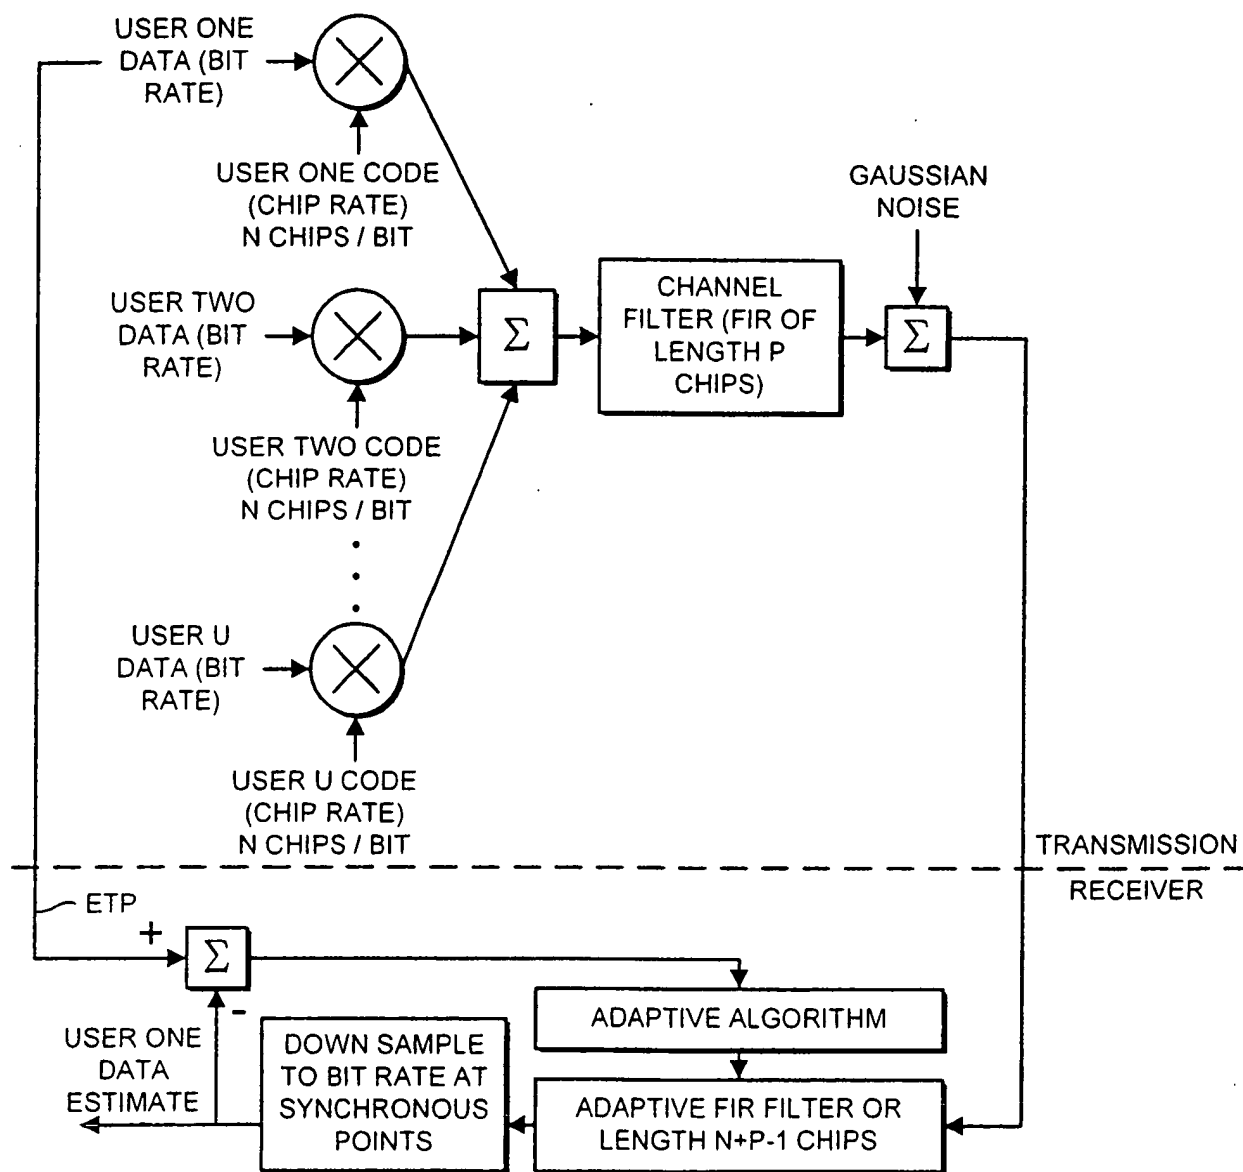 USER ONE
DATA (BIT
RATE)
USER ONE CODE
(CHIP RATE)
N CHIPS / BIT
GAUSSIAN
NOISE
USER TWO
DATA (BIT
RATE)
Σ
CHANNEL
FILTER (FIR OF
LENGTH P
CHIPS)
Σ
USER TWO CODE
(CHIP RATE)
N CHIPS / BIT
USER U
DATA (BIT
RATE)
USER U CODE
(CHIP RATE)
N CHIPS / BIT
TRANSMISSION
RECEIVER
ETP
+
Σ
-
ADAPTIVE ALGORITHM
USER ONE
DATA
ESTIMATE
DOWN SAMPLE
TO BIT RATE AT
SYNCHRONOUS
POINTS
ADAPTIVE FIR FILTER OR
LENGTH N+P-1 CHIPS